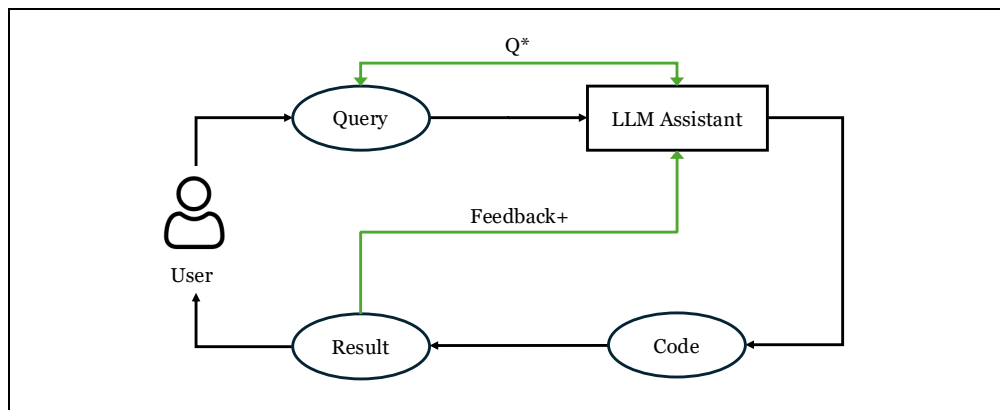 Q*
Query
LLM Assistant
Feedback+
User
Result
Code